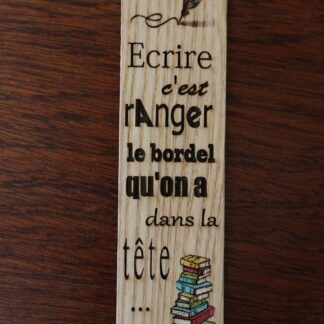 Ecrire
c'est
rAnger
le bordel
qu'on a
dans la
tête
...